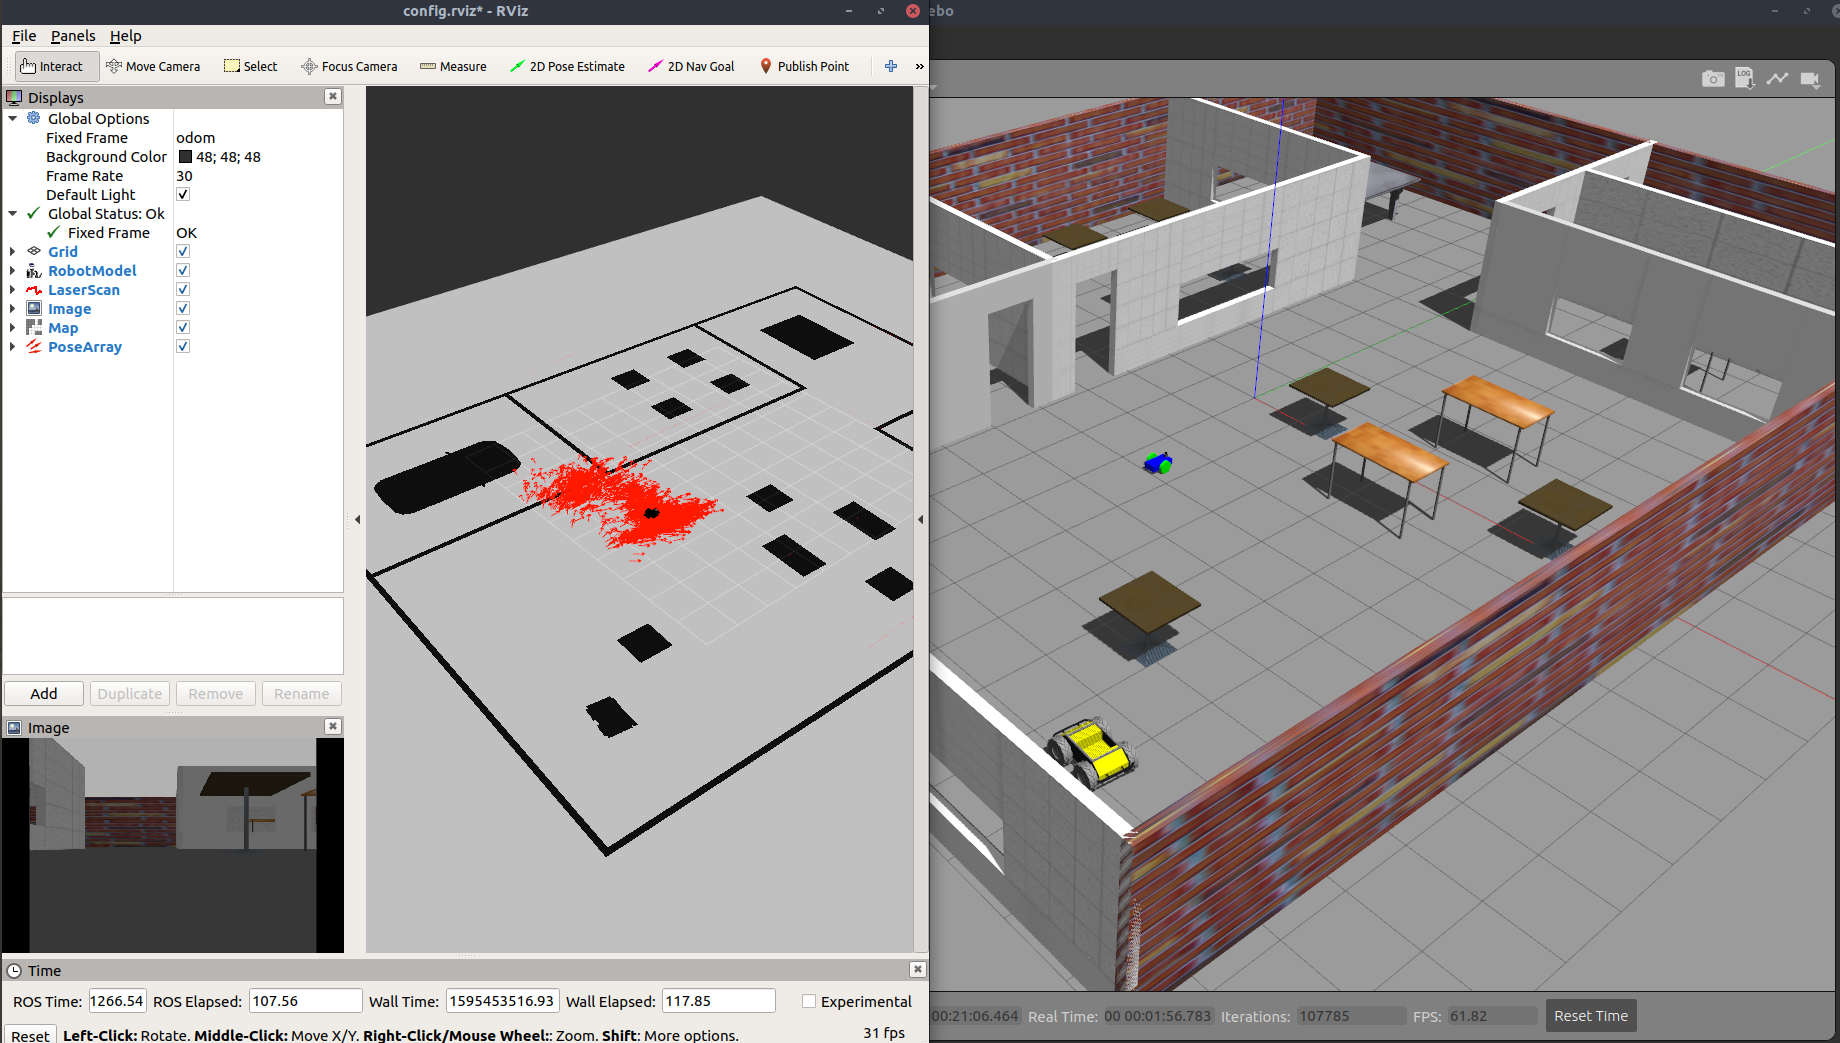 config.rviz* - RViz
ebo
File Panels Help
Interact Move Camera Select Focus Camera Measure 2D Pose Estimate 2D Nav Goal Publish Point »
Displays
Global Options
Fixed Frame odom
Background Color 48; 48; 48
Frame Rate 30
Default Light
Global Status: Ok
Fixed Frame OK
Grid
RobotModel
LaserScan
Image
Map
PoseArray
Add Duplicate Remove Rename
Image
LOG
Time
ROS Time: 1266.54 ROS Elapsed: 107.56 Wall Time: 1595453516.93 Wall Elapsed: 117.85 Experimental
Reset Left-Click: Rotate. Middle-Click: Move X/Y. Right-Click/Mouse Wheel:: Zoom. Shift: More options. 31 fps
00:21:06.464 Real Time: 00 00:01:56.783 Iterations: 107785 FPS: 61.82 Reset Time